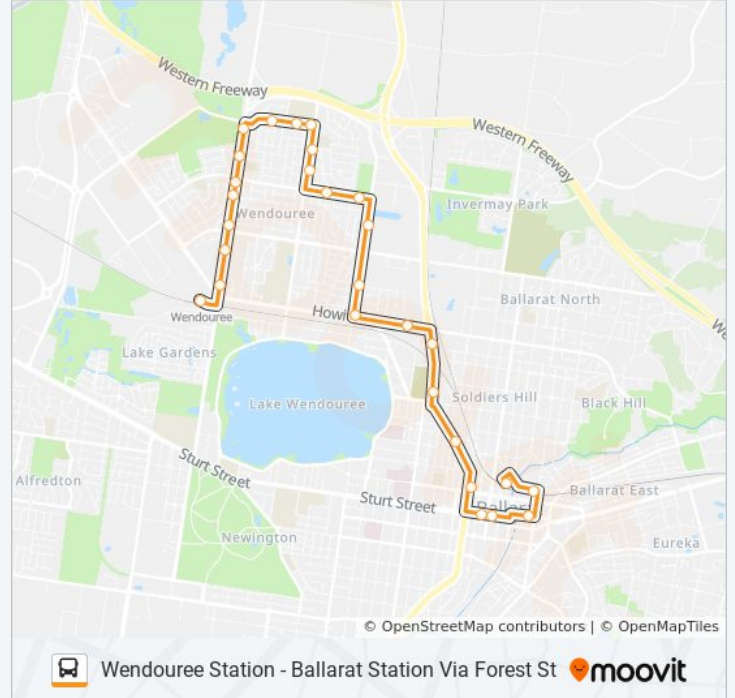 Western Freeway
Western Freeway
Invermay Park
Wendouree
Ballarat North
Howi
Wendouree
Lake Gardens
Lake Wendouree
Soldiers Hill
Black Hill
Sturt Street
Alfredton
Sturt Street
Ballar
Ballarat East
Newington
Eureka
We
© OpenStreetMap contributors | © OpenMapTiles
Wendouree Station - Ballarat Station Via Forest St
moovit